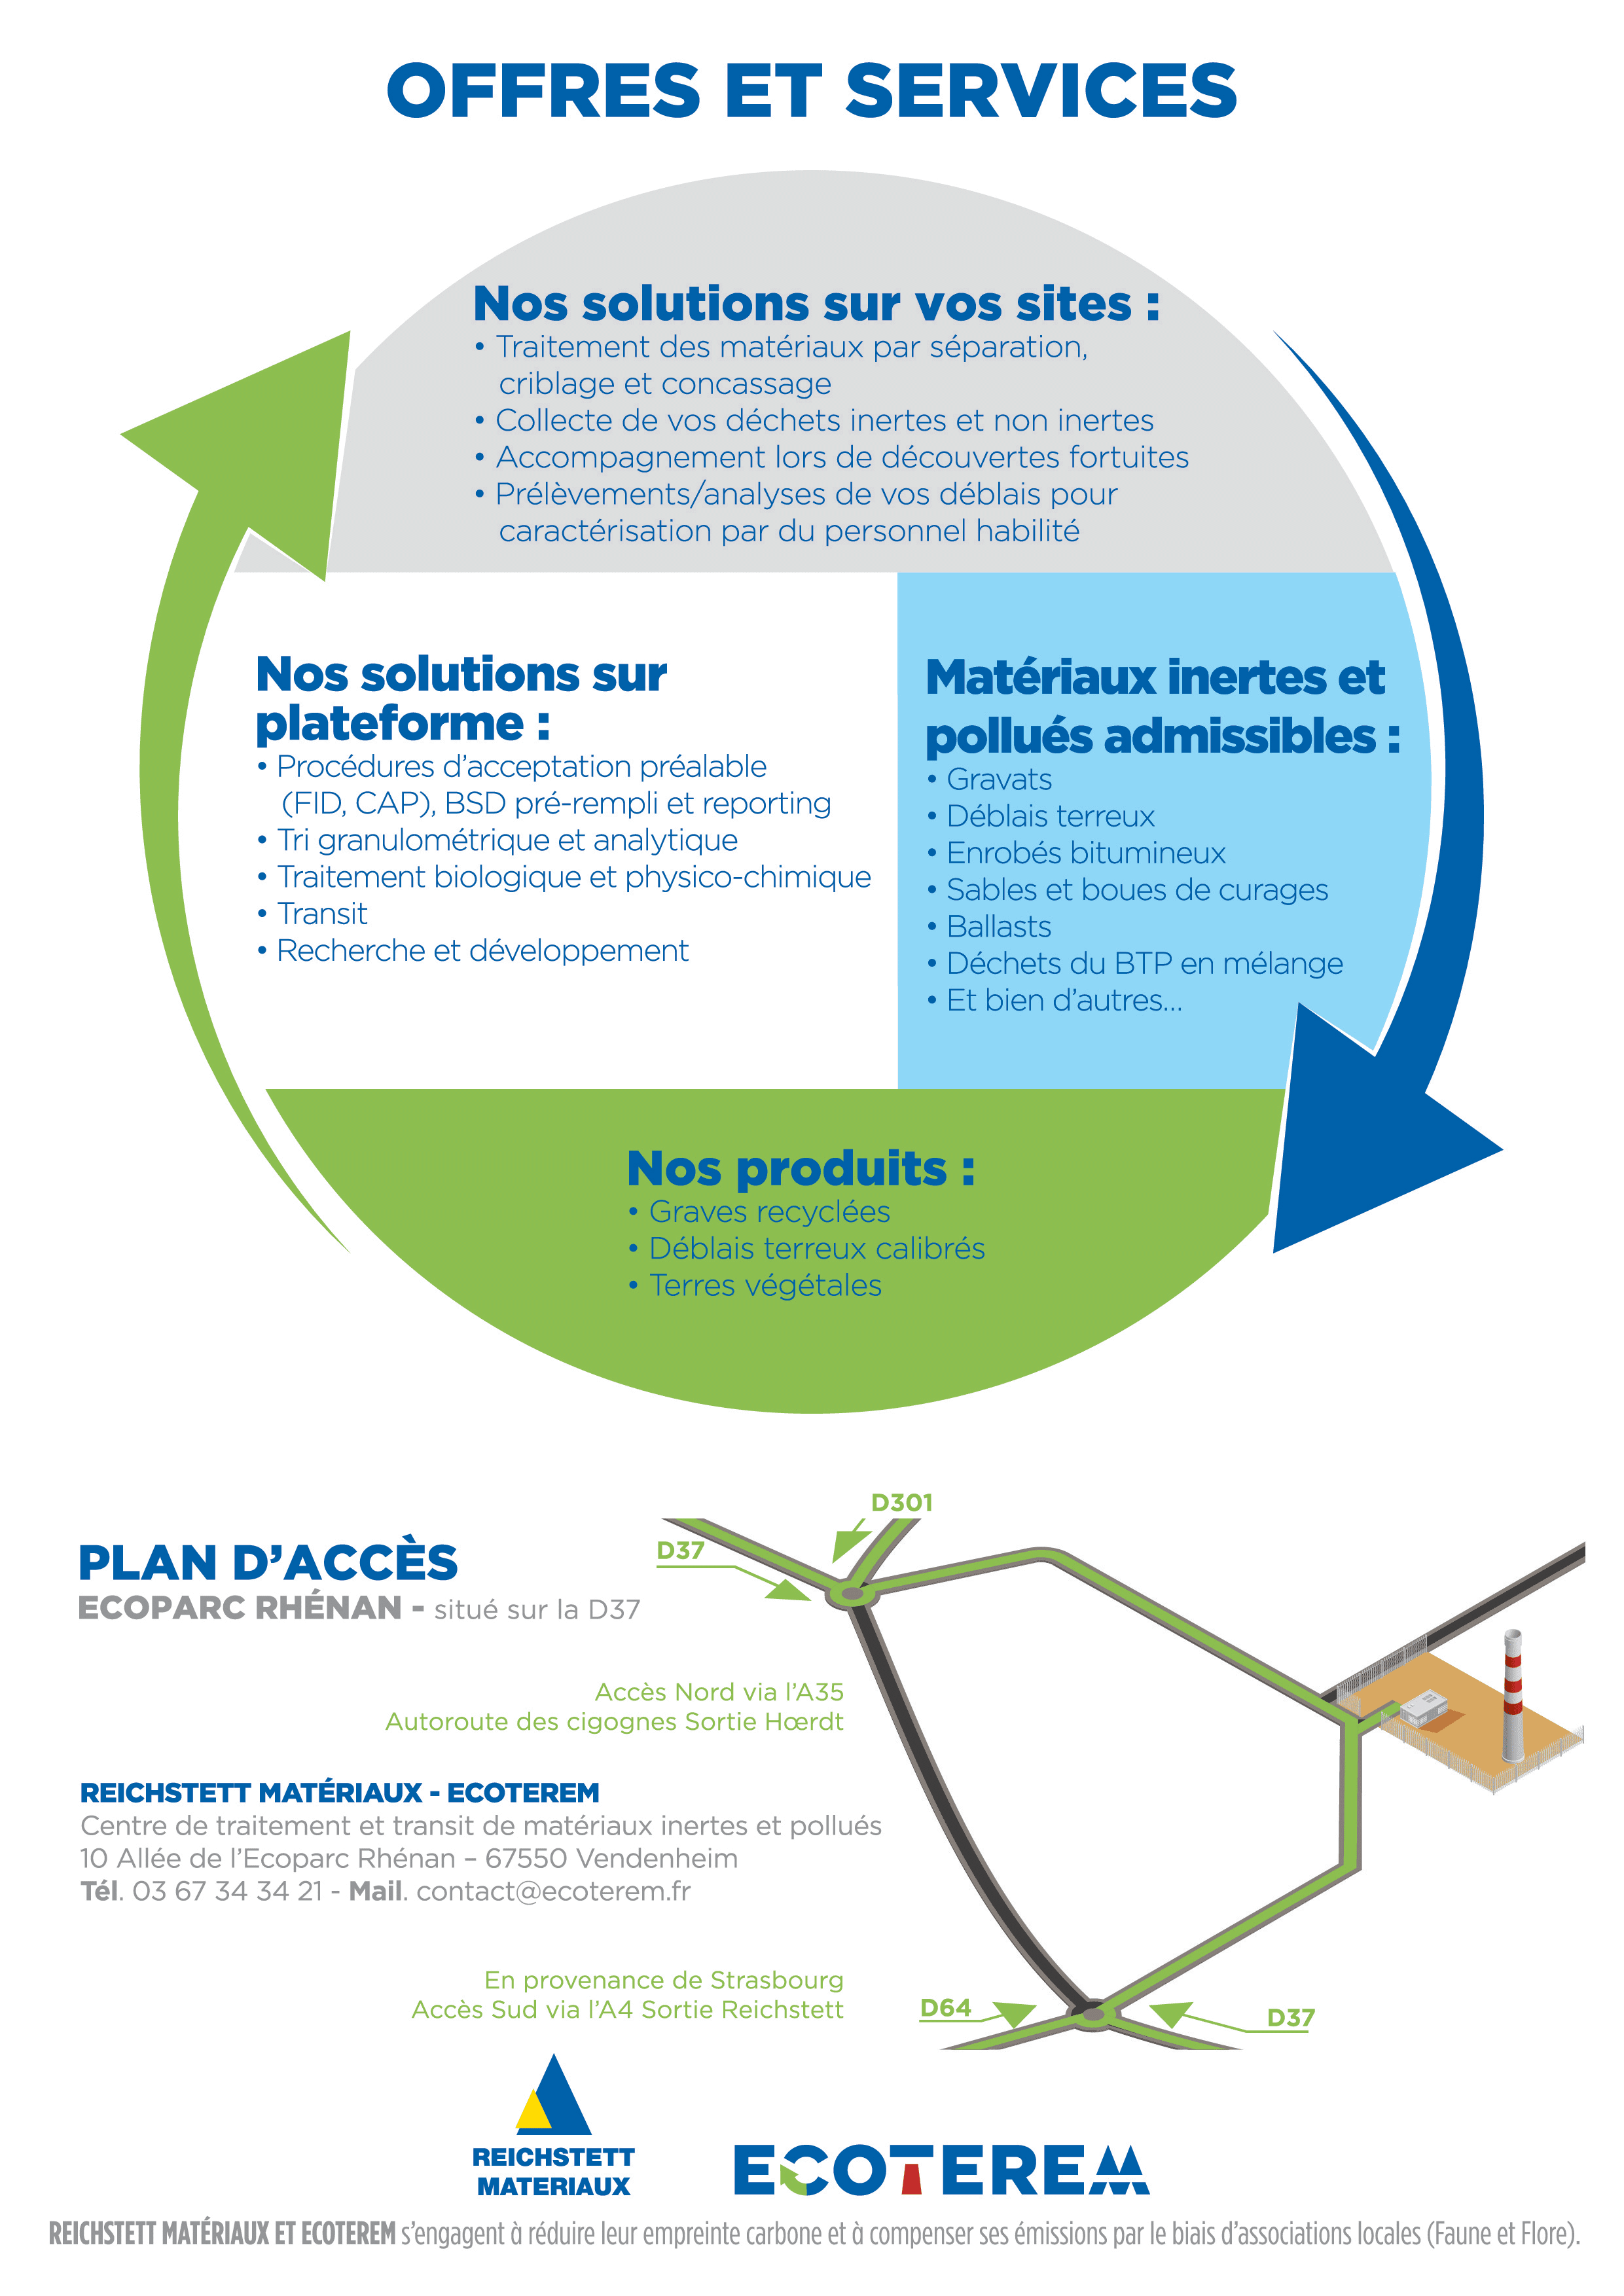 OFFRES ET SERVICES
Nos solutions sur vos sites :
• Traitement des matériaux par séparation,
criblage et concassage
• Collecte de vos déchets inertes et non inertes
• Accompagnement lors de découvertes fortuites
• Prélèvements/analyses de vos déblais pour
caractérisation par du personnel habilité
Nos solutions sur
plateforme :
• Procédures d’acceptation préalable
(FID, CAP), BSD pré-rempli et reporting
• Tri granulométrique et analytique
• Traitement biologique et physico-chimique
• Transit
• Recherche et développement
Matériaux inertes et
pollués admissibles :
• Gravats
• Déblais terreux
• Enrobés bitumineux
• Sables et boues de curages
• Ballasts
• Déchets du BTP en mélange
• Et bien d’autres...
Nos produits :
• Graves recyclées
• Déblais terreux calibrés
• Terres végétales
PLAN D’ACCÈS
ECOPARC RHÉNAN - situé sur la D37
D301
D37
Accès Nord via l’A35
Autoroute des cigognes Sortie Hœrdt
REICHSTETT MATÉRIAUX - ECOTEREM
Centre de traitement et transit de matériaux inertes et pollués
10 Allée de l’Ecoparc Rhénan – 67550 Vendenheim
Tél. 03 67 34 34 21 - Mail. contact@ecoterem.fr
En provenance de Strasbourg
Accès Sud via l’A4 Sortie Reichstett
D64
D37
REICHSTETT
MATERIAUX
ECOTEREM
REICHSTETT MATÉRIAUX ET ECOTEREM s’engagent à réduire leur empreinte carbone et à compenser ses émissions par le biais d’associations locales (Faune et Flore).